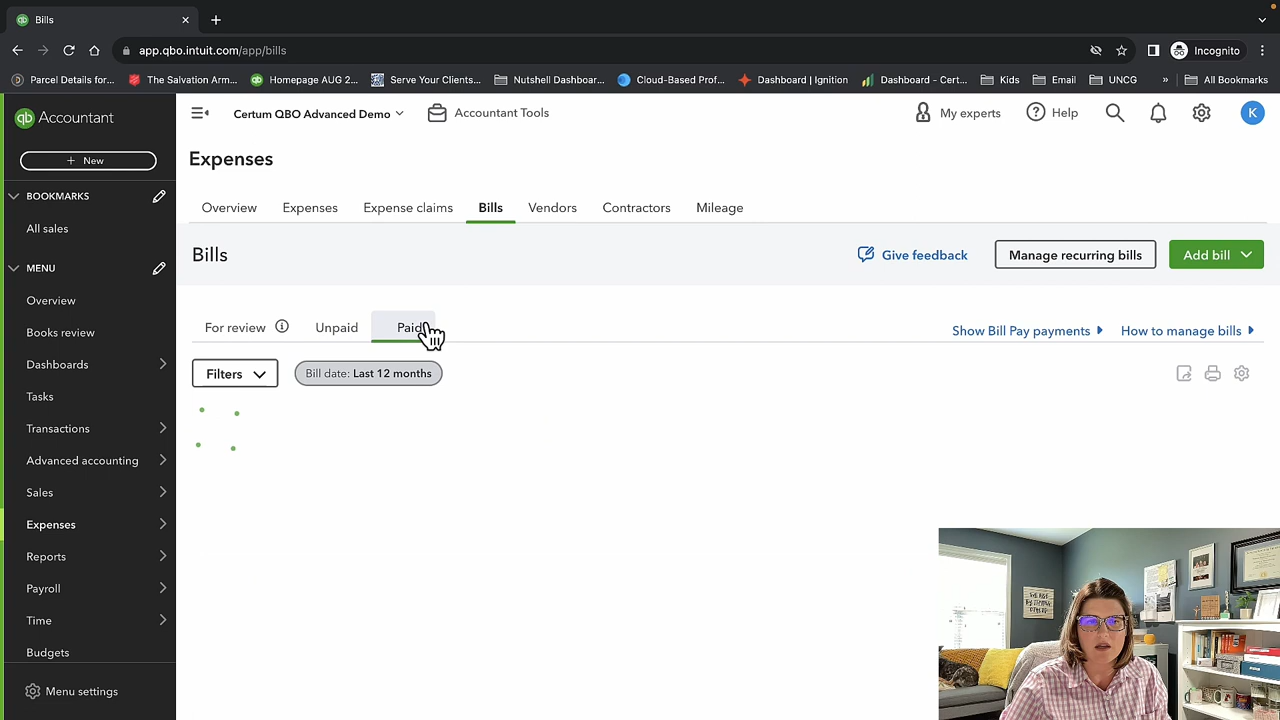 Bills
app.qbo.intuit.com/app/bills
Incognito
Parcel Details for...
The Salvation Arm...
Homepage AUG 2...
Serve Your Clients...
Nutshell Dashboar...
Cloud-Based Prof...
Dashboard | Ignition
Dashboard - Cert...
Kids
Email
UNCG
»
All Bookmarks
qb Accountant
Certum QBO Advanced Demo
Accountant Tools
My experts
Help
K
+ New
Expenses
BOOKMARKS
All sales
Overview Expenses Expense claims Bills Vendors Contractors Mileage
Bills
Give feedback
Manage recurring bills
Add bill
MENU
Overview
Books review
Dashboards
Tasks
Transactions
Advanced accounting
Sales
Expenses
Reports
Payroll
Time
Budgets
Menu settings
For review
Unpaid
Paid
Show Bill Pay payments
How to manage bills
Filters
Bill date: Last 12 months